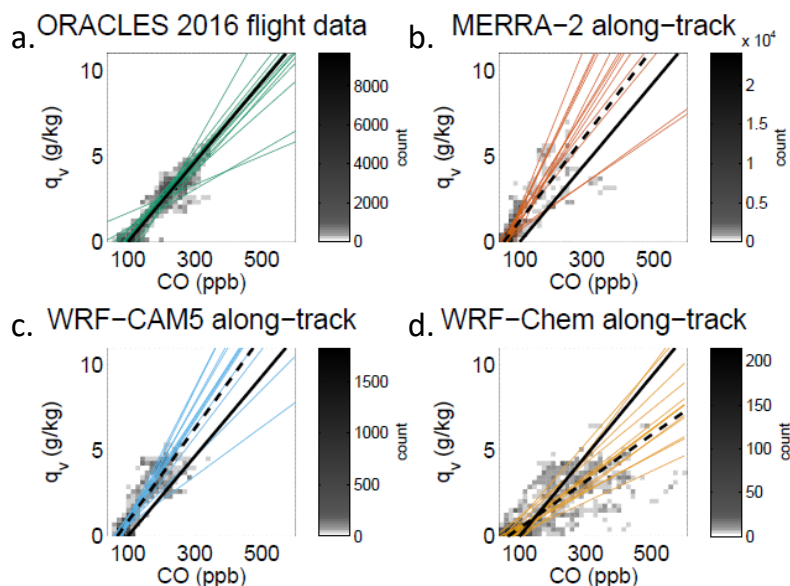 a. ORACLES 2016 flight data
10
5
0
q_v (g/kg)
100 300 500
CO (ppb)
8000
6000
4000
2000
0
count
b. MERRA−2 along−track
x 10^4
10
5
0
q_v (g/kg)
100 300 500
CO (ppb)
2
1.5
1
0.5
0
count
c. WRF−CAM5 along−track
10
5
0
q_v (g/kg)
100 300 500
CO (ppb)
1500
1000
500
0
count
d. WRF−Chem along−track
10
5
0
q_v (g/kg)
100 300 500
CO (ppb)
200
150
100
50
0
count